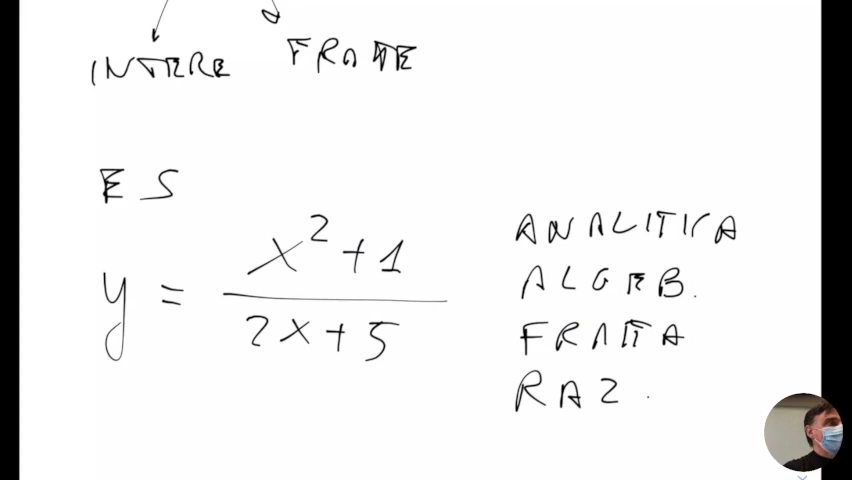 INTERE FRATTE
ES
y = x²+1 / 2x+5
ANALITICA
ALGEB.
FRATTA
RAZ.